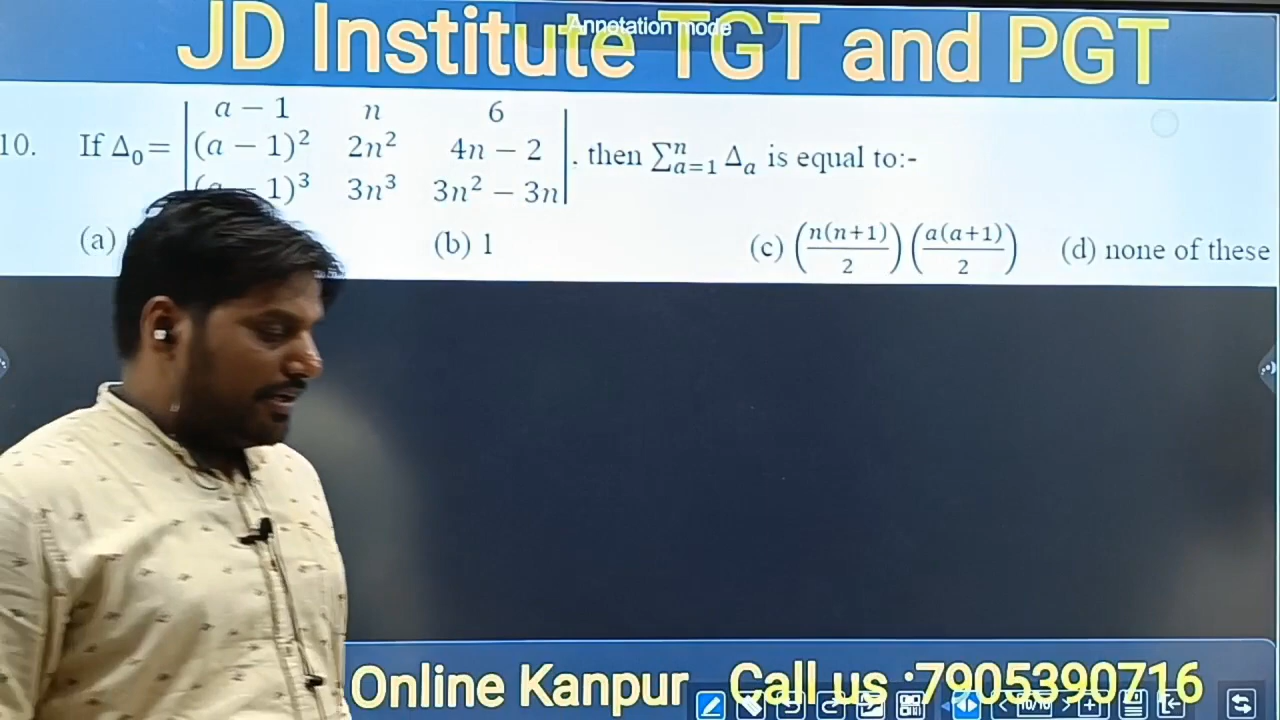 Annotation mode
JD Institute TGT and PGT
10. If Δ₀ = | a − 1 n 6 |
| (a − 1)² 2n² 4n − 2 | . then ∑ⁿₐ₌₁ Δₐ is equal to:-
| 1)³ 3n³ 3n² − 3n |
(a) (b) 1 (c) (n(n+1)/2) (a(a+1)/2) (d) none of these
Online Kanpur Call us :7905390716
10/10